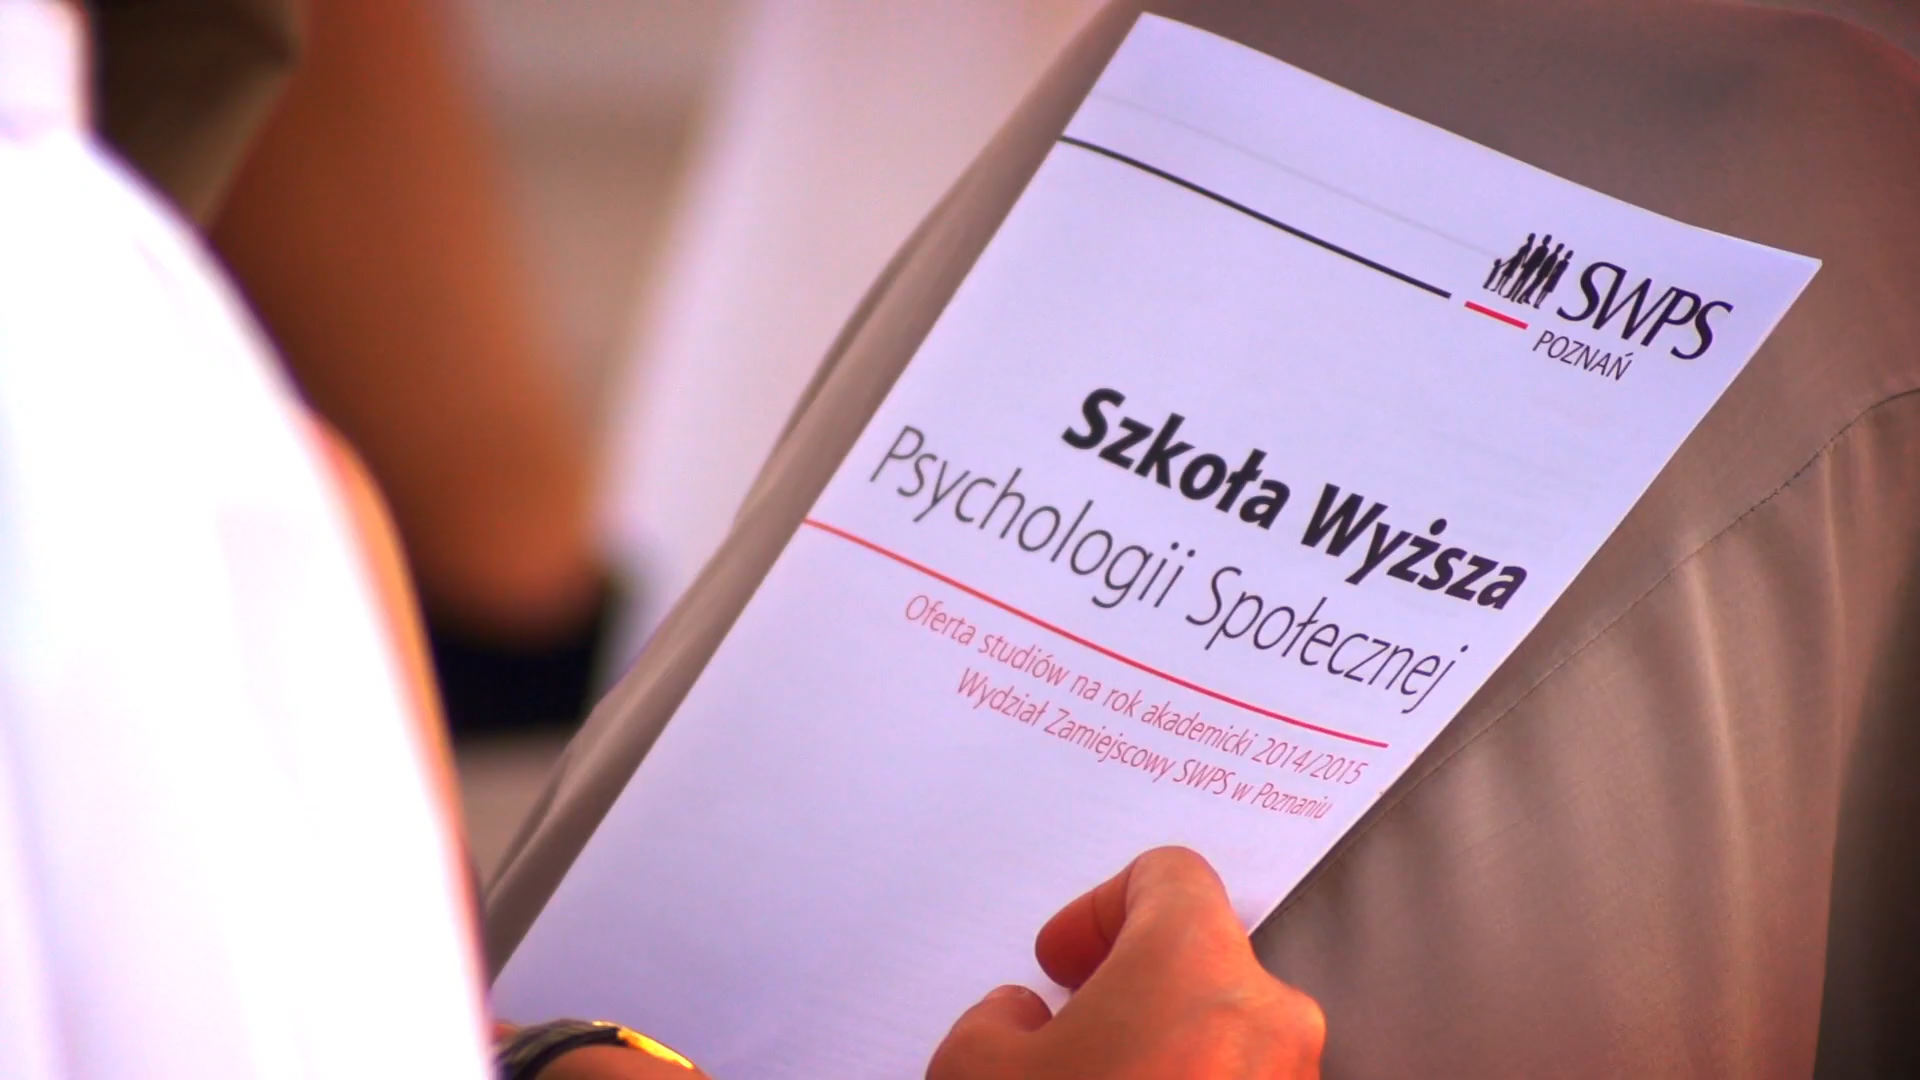 SWPS
POZNAŃ
Szkoła Wyższa
Psychologii Społecznej
Oferta studiów na rok akademicki 2014/2015
Wydział Zamiejscowy SWPS w Poznaniu